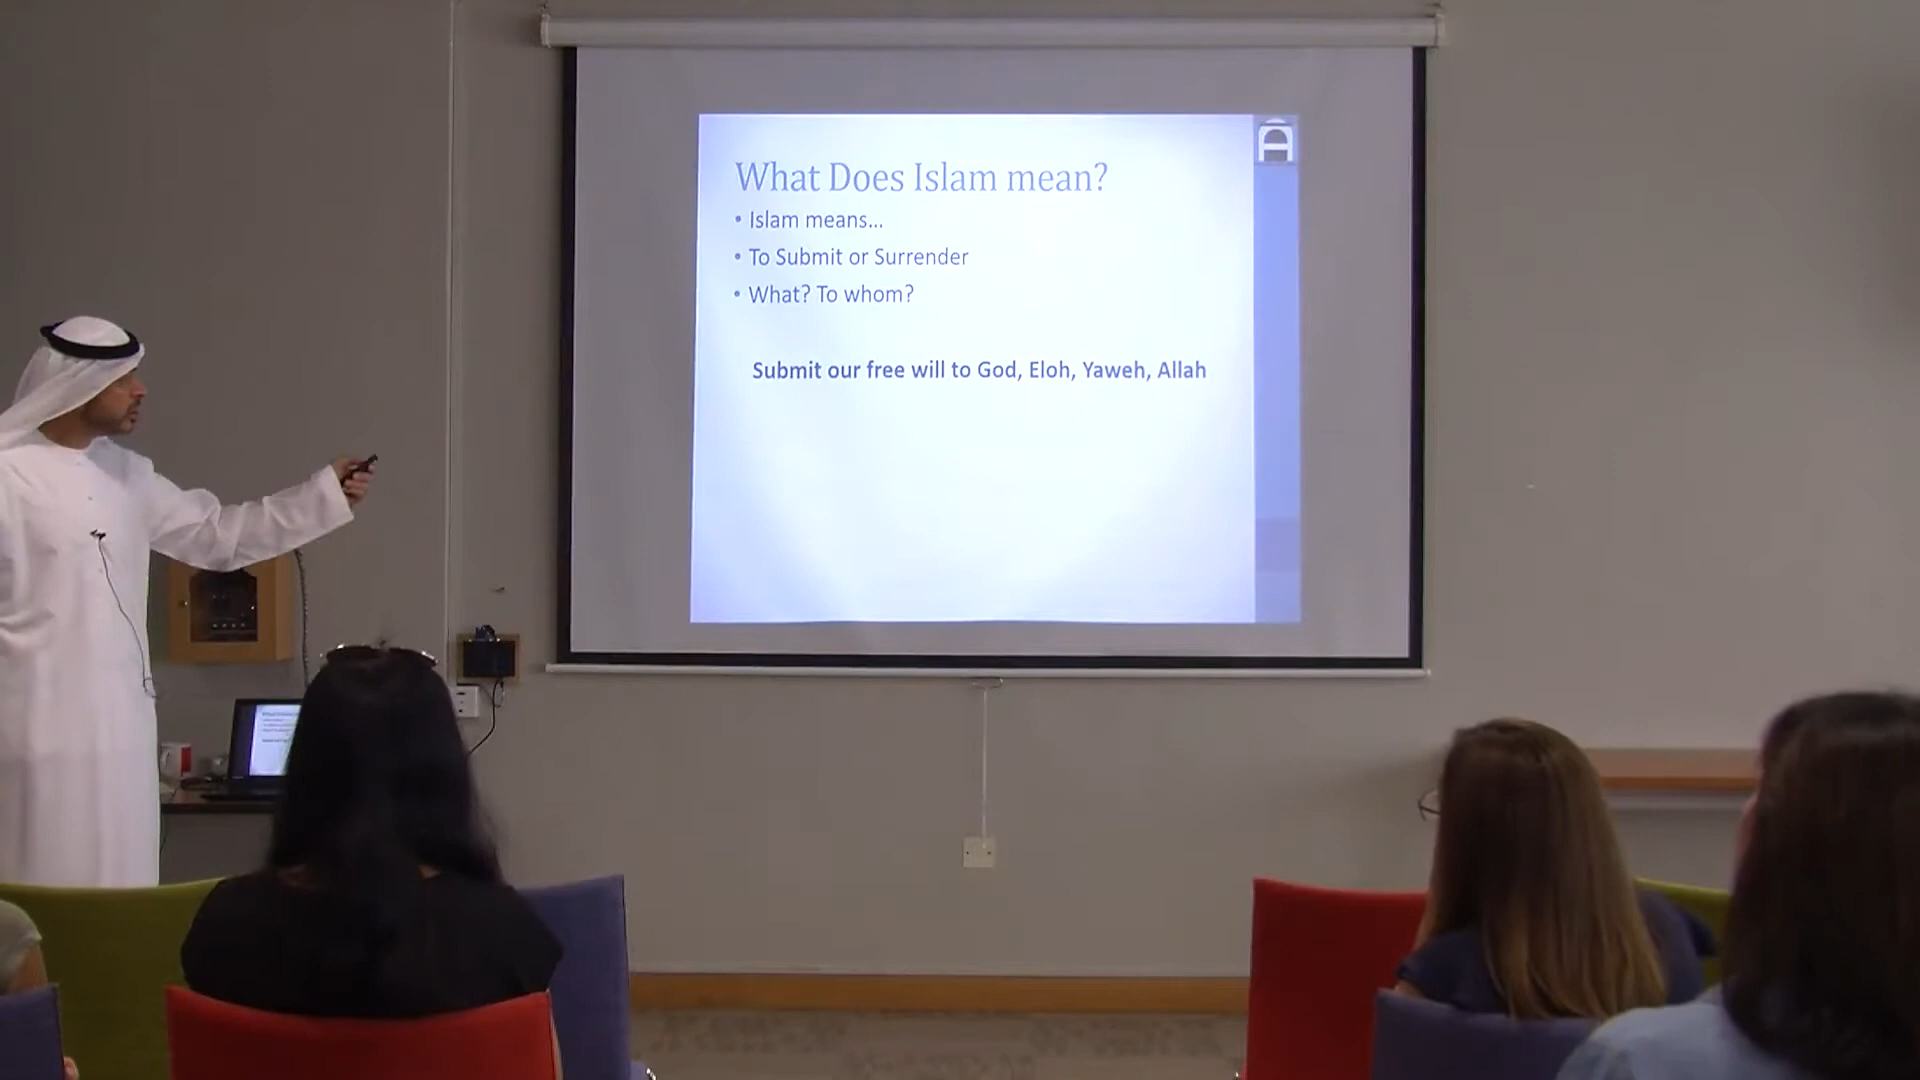 What Does Islam mean?
• Islam means...
• To Submit or Surrender
• What? To whom?
Submit our free will to God, Eloh, Yaweh, Allah